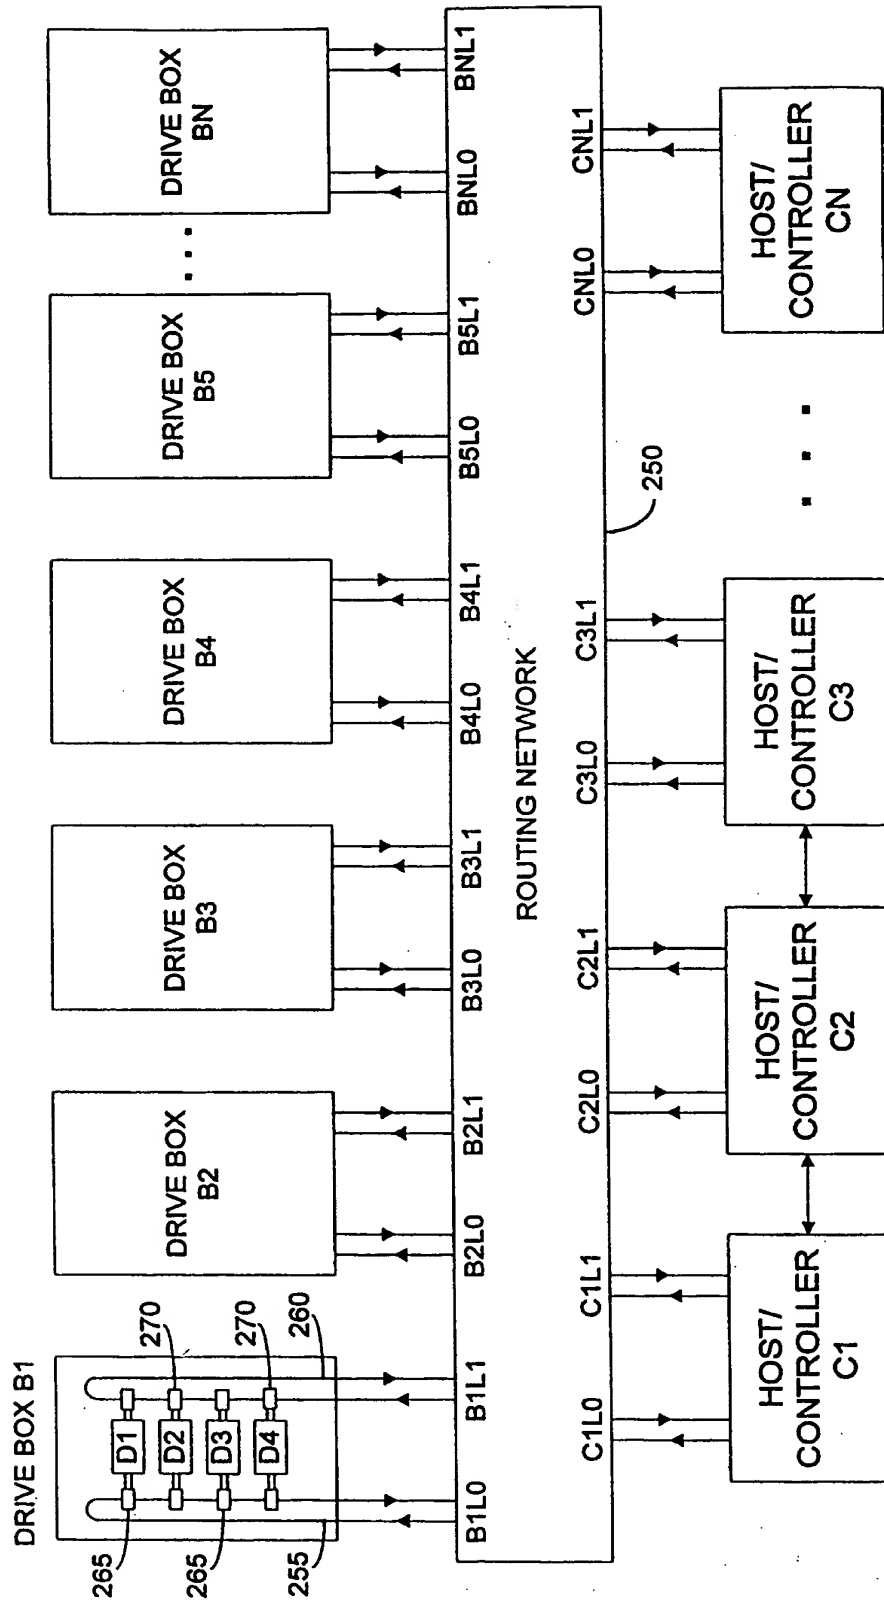 DRIVE BOX B1
265
265
255
D1
D2
D3
D4
270
270
260
DRIVE BOX
B2
DRIVE BOX
B3
DRIVE BOX
B4
DRIVE BOX
B5
. . .
DRIVE BOX
BN
B1L0
B1L1
B2L0
B2L1
B3L0
B3L1
B4L0
B4L1
B5L0
B5L1
BNL0
BNL1
ROUTING NETWORK
C1L0
C1L1
C2L0
C2L1
C3L0
C3L1
250
CNL0
CNL1
HOST/
CONTROLLER
C1
HOST/
CONTROLLER
C2
HOST/
CONTROLLER
C3
. . .
HOST/
CONTROLLER
CN